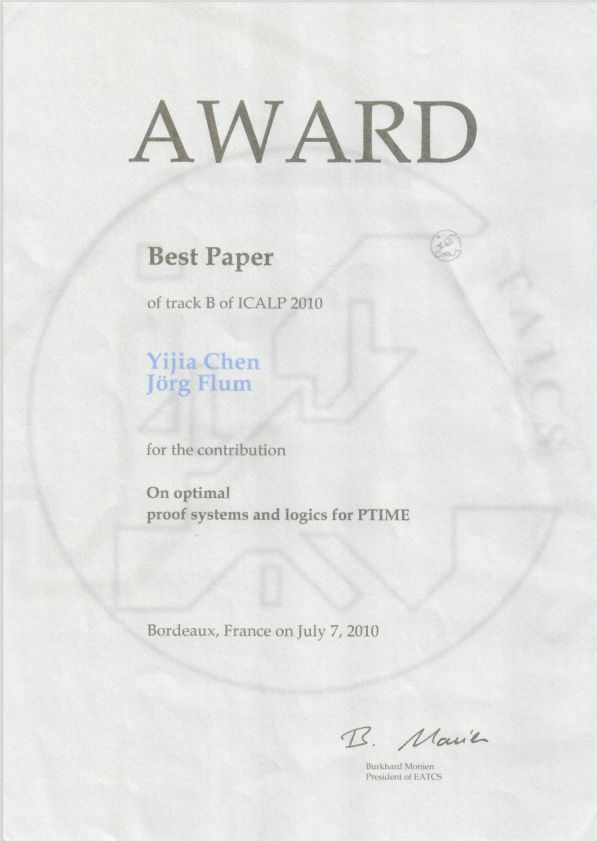 AWARD
Best Paper
of track B of ICALP 2010
Yijia Chen
Jörg Flum
for the contribution
On optimal
proof systems and logics for PTIME
Bordeaux, France on July 7, 2010
EATCS
B. Monien
Burkhard Monien
President of EATCS